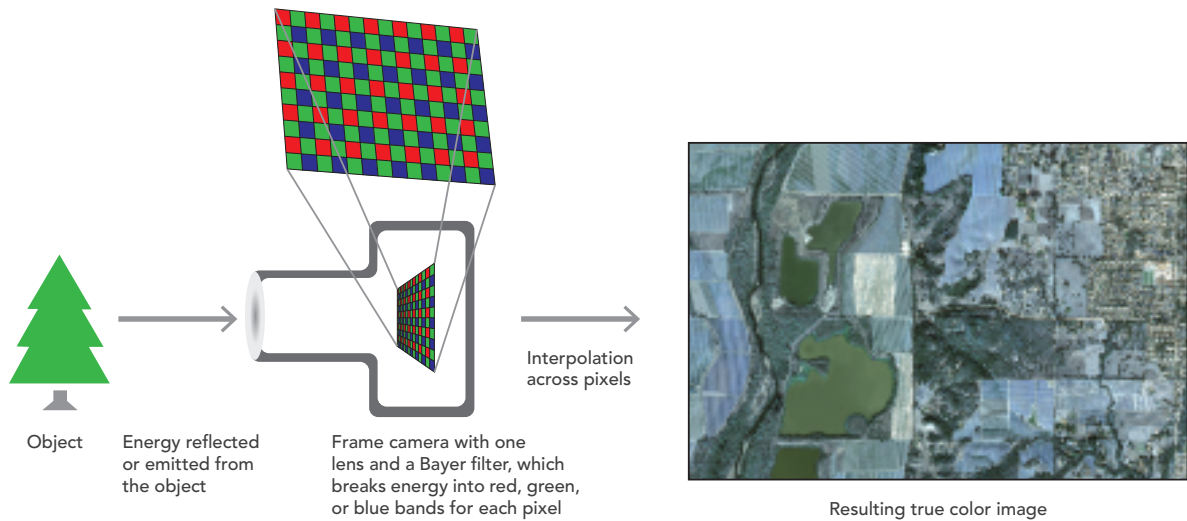 Object
Energy reflected
or emitted from
the object
Frame camera with one
lens and a Bayer filter, which
breaks energy into red, green,
or blue bands for each pixel
Interpolation
across pixels
Resulting true color image